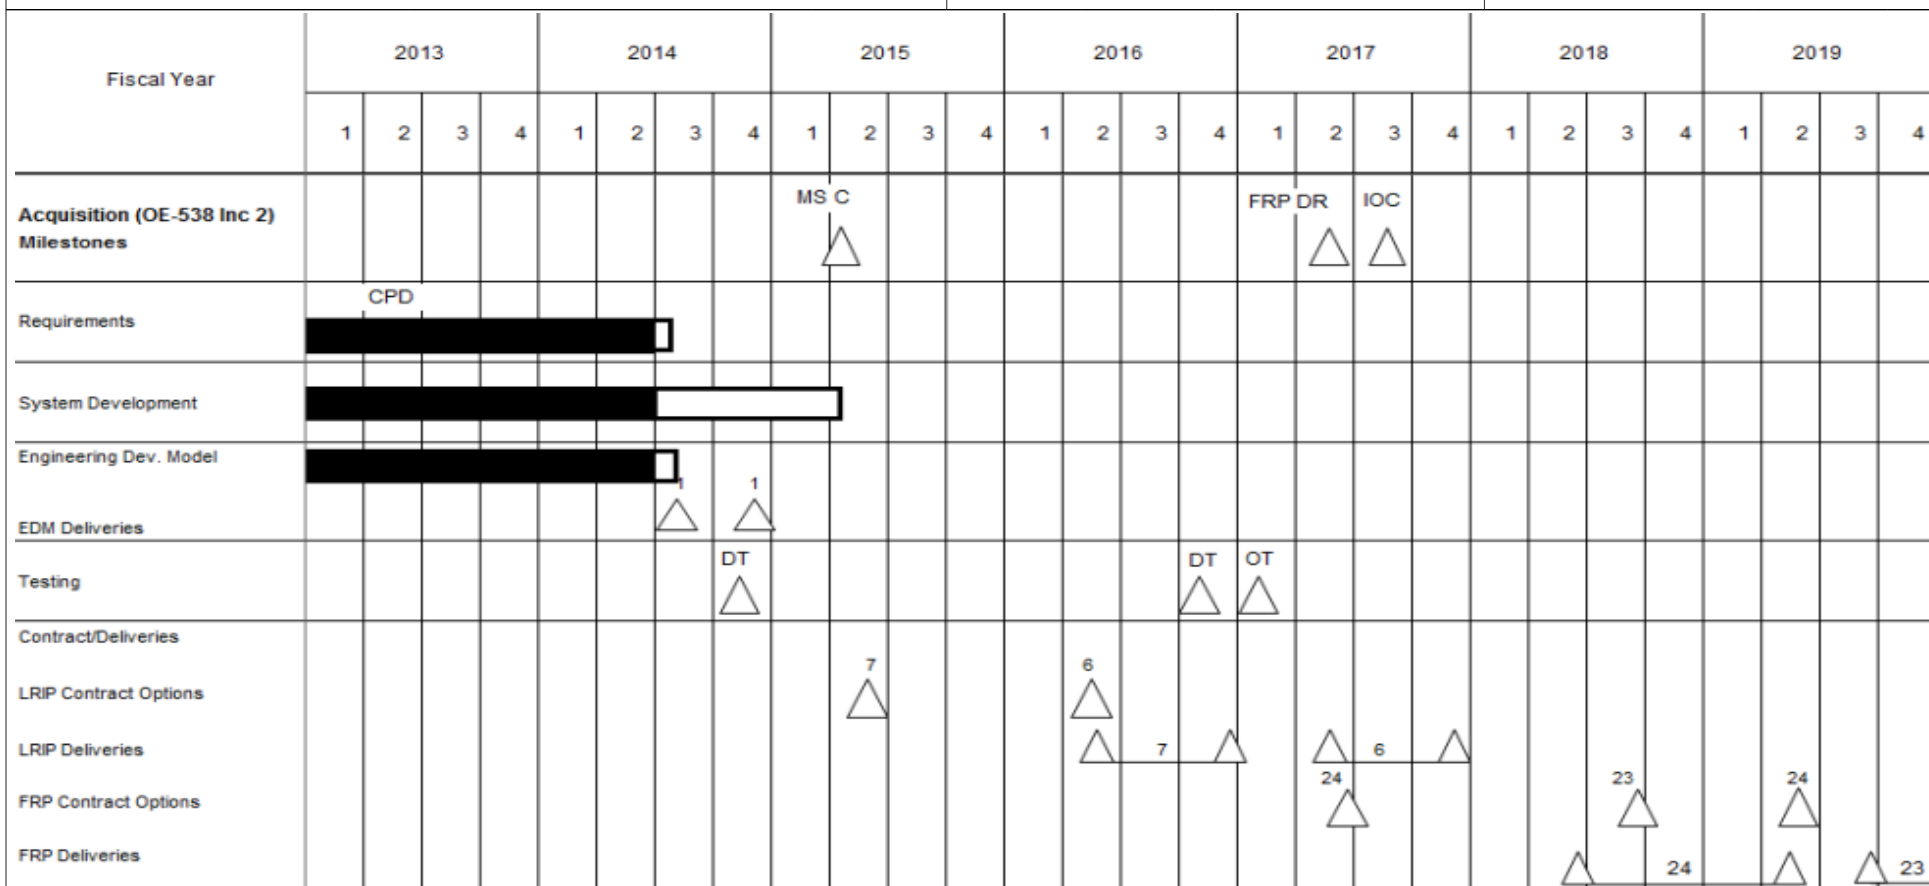 Fiscal Year
2013 2014 2015 2016 2017 2018 2019
1 2 3 4 1 2 3 4 1 2 3 4 1 2 3 4 1 2 3 4 1 2 3 4 1 2 3 4
Acquisition (OE-538 Inc 2)
Milestones
MS C FRP DR IOC
CPD
Requirements
System Development
Engineering Dev. Model
1 1
EDM Deliveries
DT DT OT
Testing
Contract/Deliveries
7 6
LRIP Contract Options
LRIP Deliveries 7 6
24 23 24
FRP Contract Options
FRP Deliveries 24 23